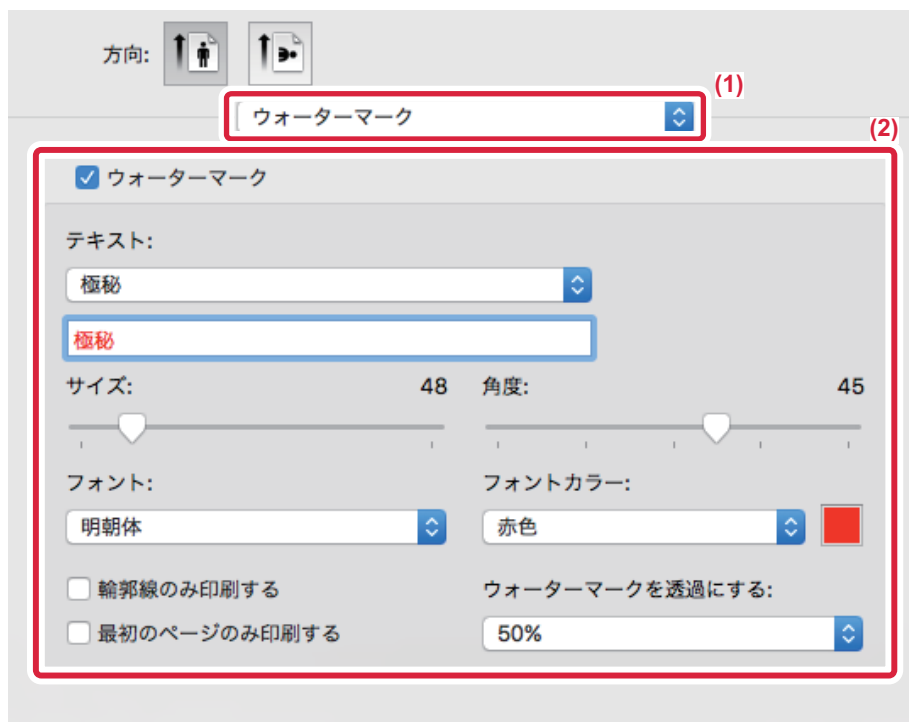 方向:
(1)
ウォーターマーク
(2)
ウォーターマーク
テキスト:
極秘
極秘
サイズ: 48 角度: 45
フォント: フォントカラー:
明朝体 赤色
輪郭線のみ印刷する ウォーターマークを透過にする:
最初のページのみ印刷する 50%